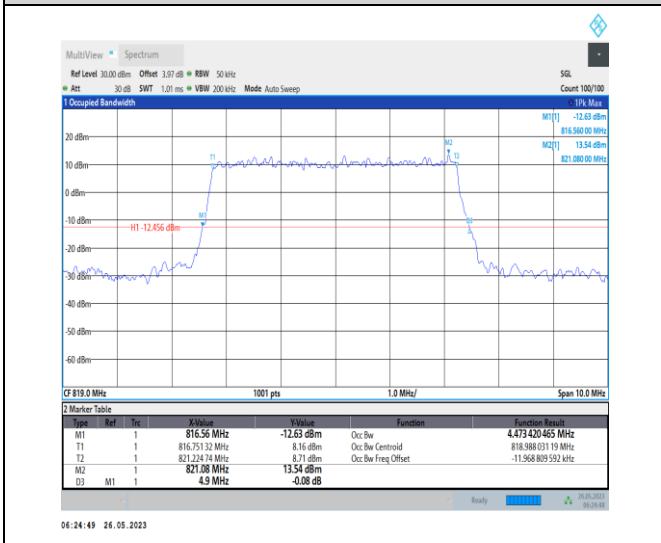 MultiView Spectrum
Ref Level 30.00 dBm Offset 3.97 dB RBW 50 kHz SGL
Att 30 dB SWT 1.01 ms VBW 200 kHz Mode Auto Sweep Count 100/100
1 Occupied Bandwidth 1Pk Max
M1[1] -12.63 dBm
816.560 00 MHz
M2[1] 13.54 dBm
821.080 00 MHz
20 dBm
M2
T1 T2
10 dBm
0 dBm
M1
-10 dBm
H1 -12.456 dBm D3
-20 dBm
-30 dBm
-40 dBm
-50 dBm
-60 dBm
CF 819.0 MHz 1001 pts 1.0 MHz/ Span 10.0 MHz
2 Marker Table
Type Ref Trc X-Value Y-Value Function Function Result
M1 1 816.56 MHz -12.63 dBm Occ Bw 4.473 420 465 MHz
T1 1 816.751 32 MHz 8.16 dBm Occ Bw Centroid 818.988 031 19 MHz
T2 1 821.224 74 MHz 8.71 dBm Occ Bw Freq Offset -11.968 809 592 kHz
M2 1 821.08 MHz 13.54 dBm
D3 M1 1 4.9 MHz -0.08 dB
Ready 26.05.2023
06:24:48
06:24:49 26.05.2023